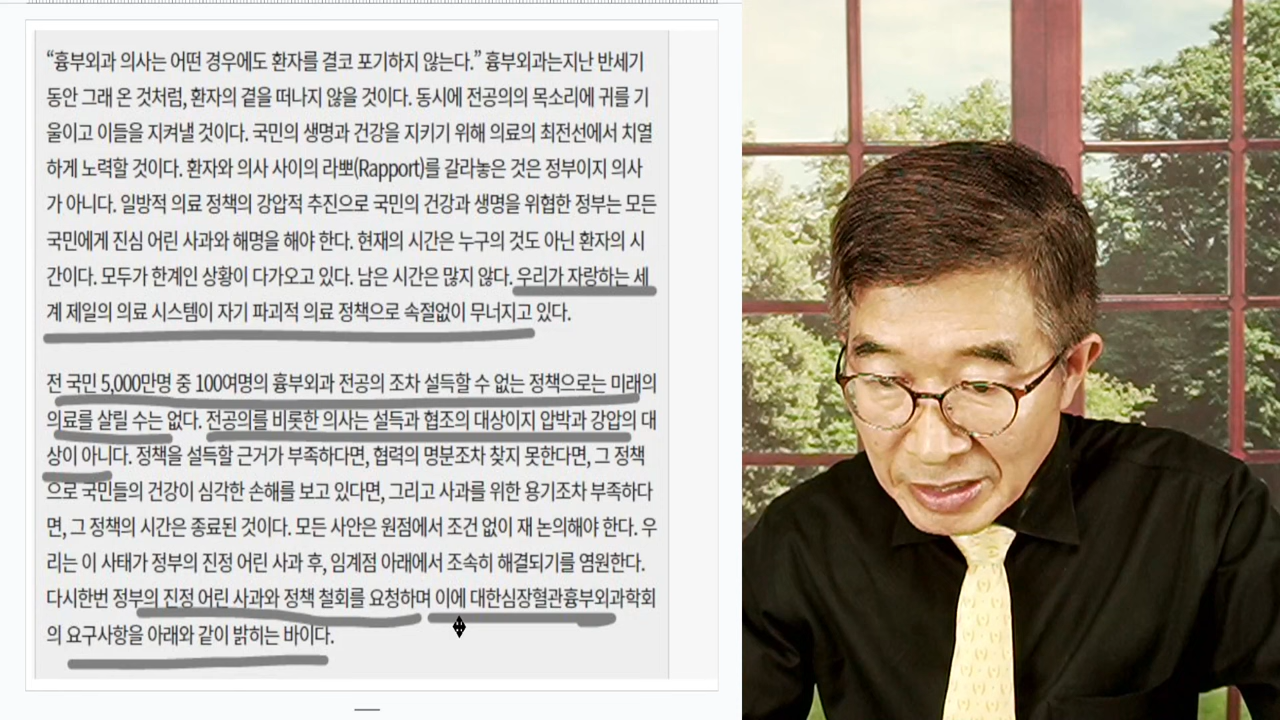 “흉부외과 의사는 어떤 경우에도 환자를 결코 포기하지 않는다.” 흉부외과는지난 반세기
동안 그래 온 것처럼, 환자의 곁을 떠나지 않을 것이다. 동시에 전공의의 목소리에 귀를 기
울이고 이들을 지켜낼 것이다. 국민의 생명과 건강을 지키기 위해 의료의 최전선에서 치열
하게 노력할 것이다. 환자와 의사 사이의 라뽀(Rapport)를 갈라놓은 것은 정부이지 의사
가 아니다. 일방적 의료 정책의 강압적 추진으로 국민의 건강과 생명을 위협한 정부는 모든
국민에게 진심 어린 사과와 해명을 해야 한다. 현재의 시간은 누구의 것도 아닌 환자의 시
간이다. 모두가 한계인 상황이 다가오고 있다. 남은 시간은 많지 않다. 우리가 자랑하는 세
계 제일의 의료 시스템이 자기 파괴적 의료 정책으로 속절없이 무너지고 있다.
전 국민 5,000만명 중 100여명의 흉부외과 전공의 조차 설득할 수 없는 정책으로는 미래의
의료를 살릴 수는 없다. 전공의를 비롯한 의사는 설득과 협조의 대상이지 압박과 강압의 대
상이 아니다. 정책을 설득할 근거가 부족하다면, 협력의 명분조차 찾지 못한다면, 그 정책
으로 국민들의 건강이 심각한 손해를 보고 있다면, 그리고 사과를 위한 용기조차 부족하다
면, 그 정책의 시간은 종료된 것이다. 모든 사안은 원점에서 조건 없이 재 논의해야 한다. 우
리는 이 사태가 정부의 진정 어린 사과 후, 임계점 아래에서 조속히 해결되기를 염원한다.
다시한번 정부의 진정 어린 사과와 정책 철회를 요청하며 이에 대한심장혈관흉부외과학회
의 요구사항을 아래와 같이 밝히는 바이다.